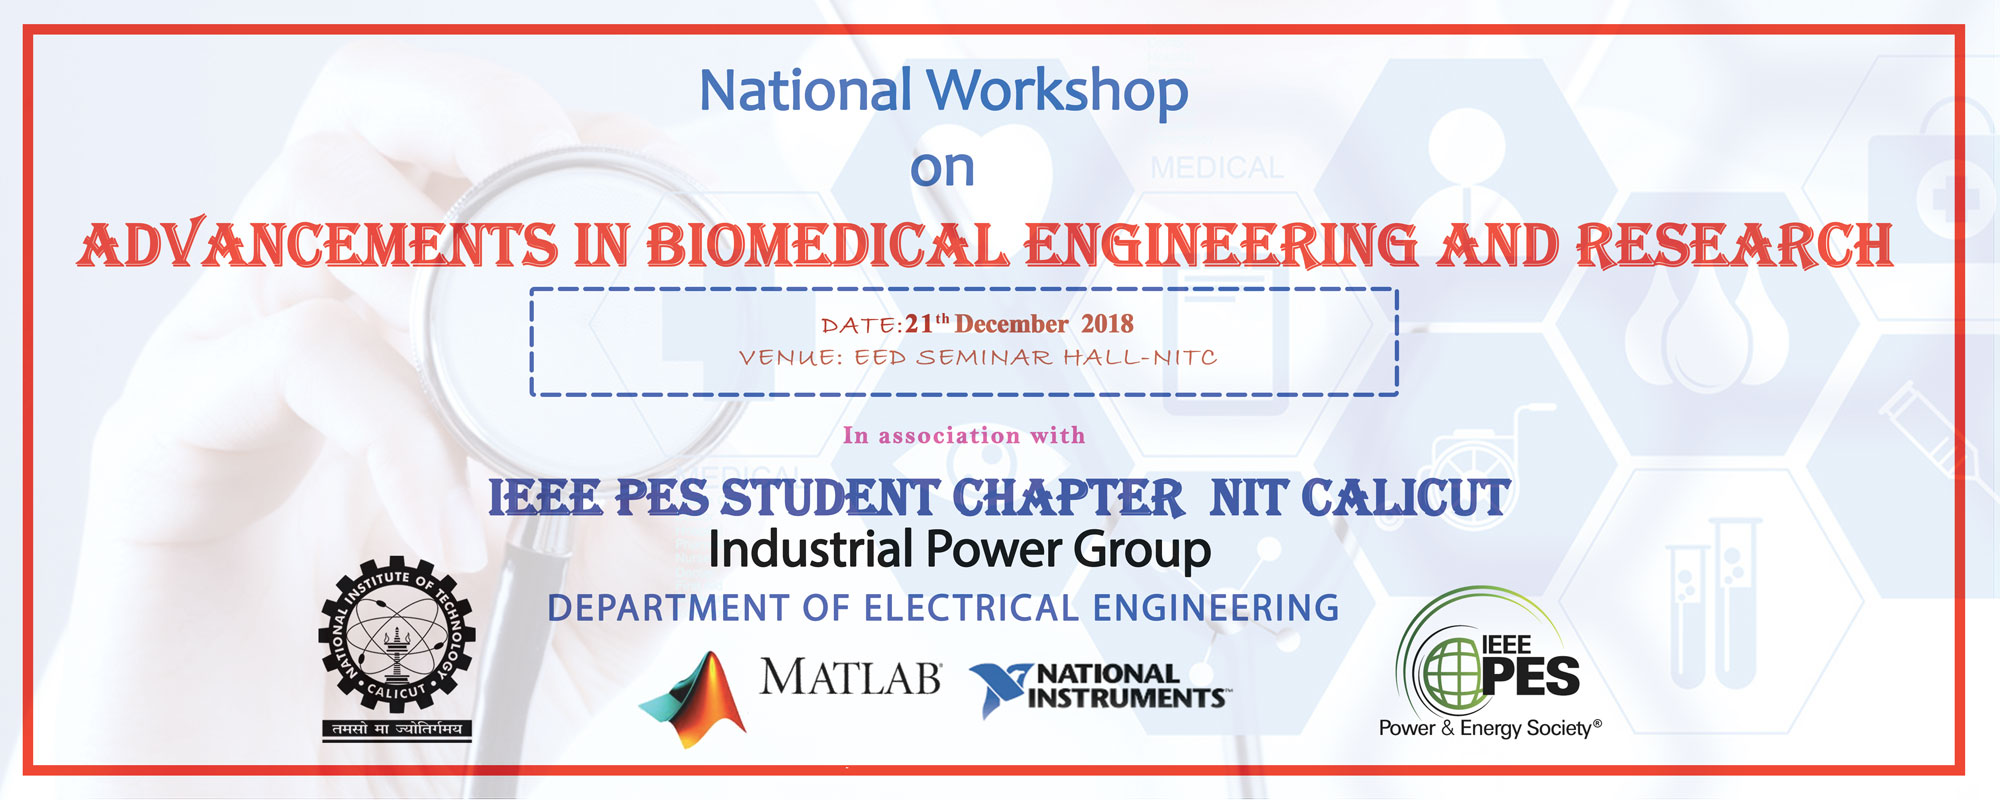 National Workshop
on
MEDICAL
ADVANCEMENTS IN BIOMEDICAL ENGINEERING AND RESEARCH
DATE:21th December 2018
VENUE: EED SEMINAR HALL-NITC
In association with
MEDICAL
IEEE PES STUDENT CHAPTER NIT CALICUT
Industrial Power Group
DEPARTMENT OF ELECTRICAL ENGINEERING
NATIONAL INSTITUTE OF TECHNOLOGY
CALICUT
तमसो मा ज्योतिर्गमय
MATLAB®
NATIONAL
INSTRUMENTS™
IEEE
PES
Power & Energy Society®